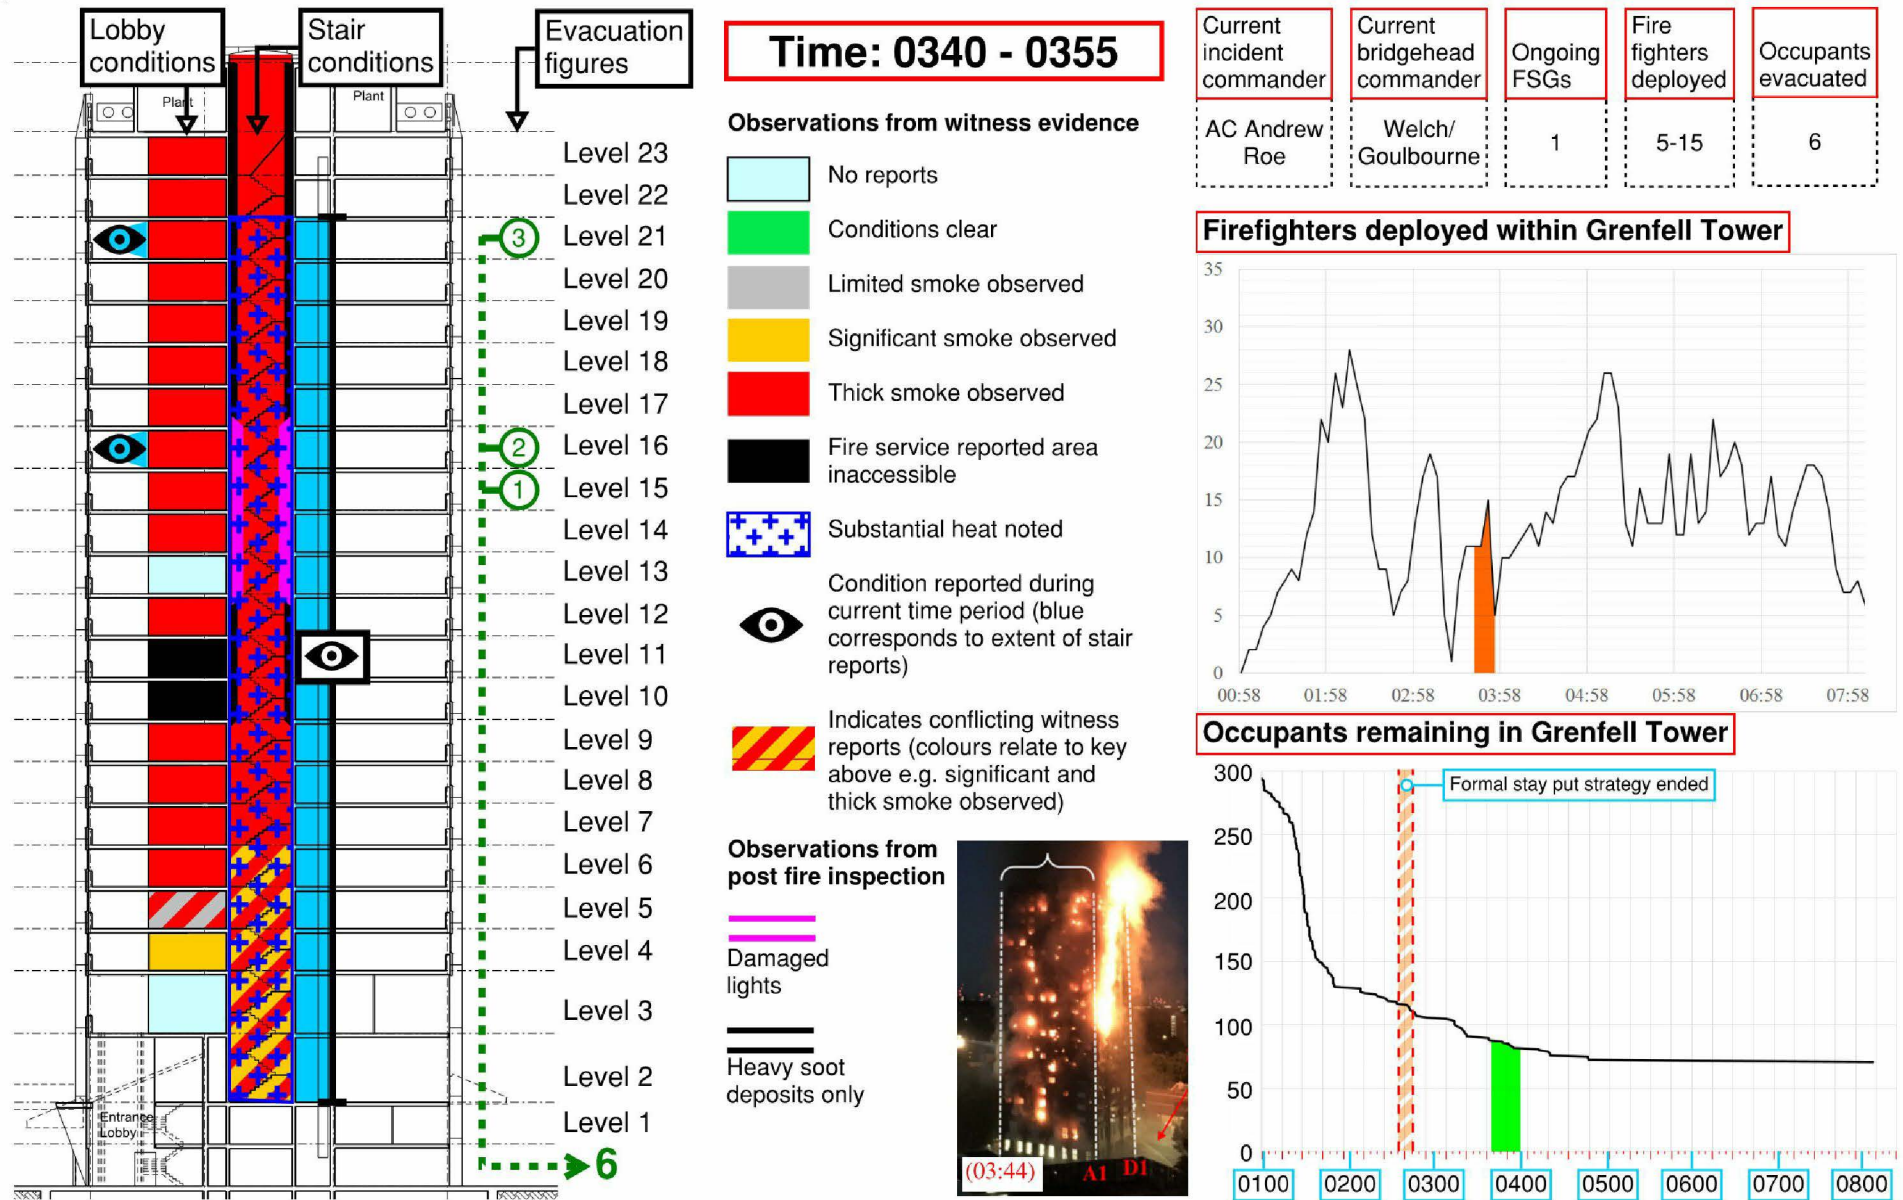 Lobby
conditions
Stair
conditions
Evacuation
figures
Plant
Plant
Level 23
Level 22
Level 21
Level 20
Level 19
Level 18
Level 17
Level 16
Level 15
Level 14
Level 13
Level 12
Level 11
Level 10
Level 9
Level 8
Level 7
Level 6
Level 5
Level 4
Level 3
Level 2
Level 1
3
2
1
6
Entrance
Lobby
Time: 0340 - 0355
Observations from witness evidence
No reports
Conditions clear
Limited smoke observed
Significant smoke observed
Thick smoke observed
Fire service reported area
inaccessible
Substantial heat noted
Condition reported during
current time period (blue
corresponds to extent of stair
reports)
Indicates conflicting witness
reports (colours relate to key
above e.g. significant and
thick smoke observed)
Observations from
post fire inspection
Damaged
lights
Heavy soot
deposits only
(03:44)
A1
D1
Current
incident
commander
AC Andrew
Roe
Current
bridgehead
commander
Welch/
Goulbourne
Ongoing
FSGs
1
Fire
fighters
deployed
5-15
Occupants
evacuated
6
Firefighters deployed within Grenfell Tower
35
30
25
20
15
10
5
0
00:58 01:58 02:58 03:58 04:58 05:58 06:58 07:58
Occupants remaining in Grenfell Tower
Formal stay put strategy ended
300
250
200
150
100
50
0
0100 0200 0300 0400 0500 0600 0700 0800